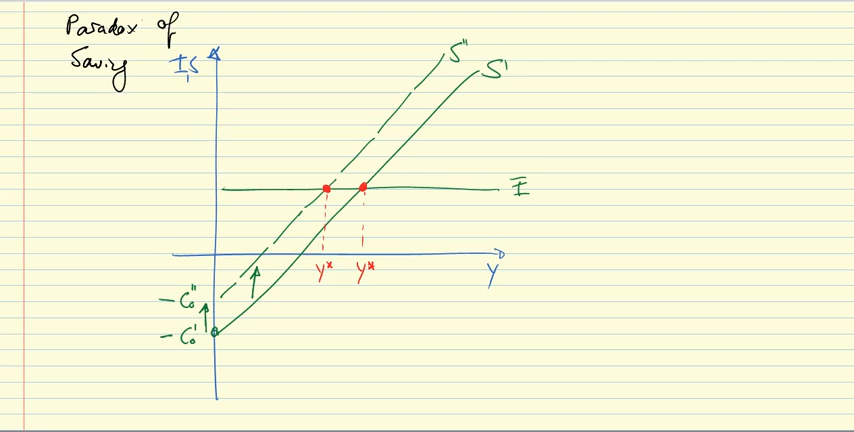 Paradox of
Saving
I, S
S"
S'
Ī
Y* Y*
Y
- C₀"
- C₀'